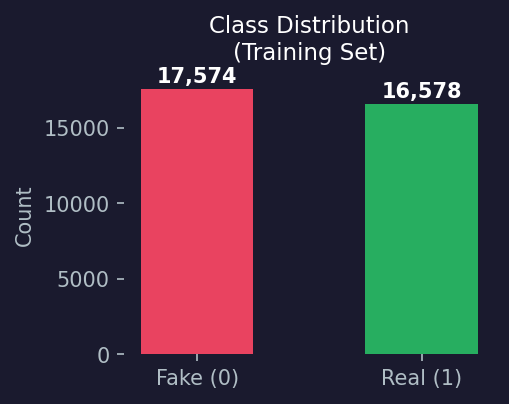 Class Distribution
(Training Set)
17,574
16,578
15000
10000
5000
0
Count
Fake (0)
Real (1)